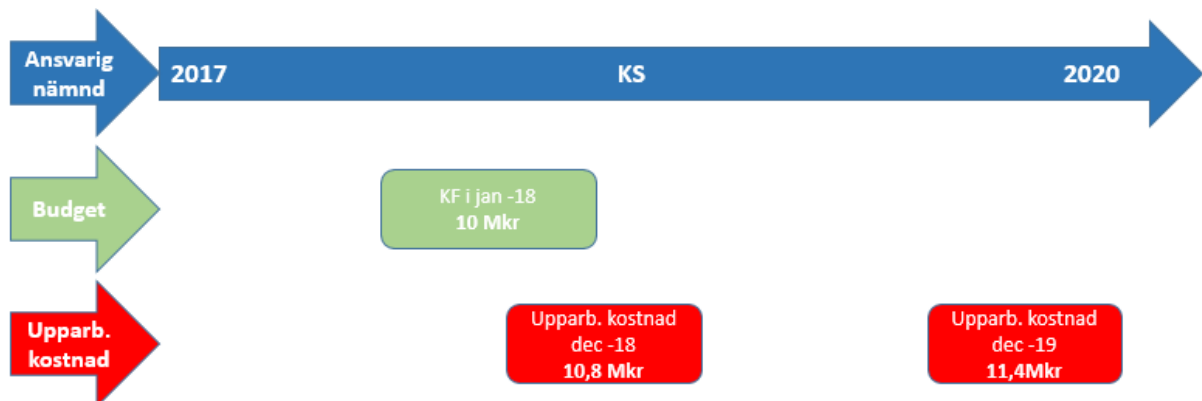 Ansvarig
nämnd
2017
KS
2020
Budget
KF i jan -18
10 Mkr
Upparb.
kostnad
Upparb. kostnad
dec -18
10,8 Mkr
Upparb. kostnad
dec -19
11,4Mkr